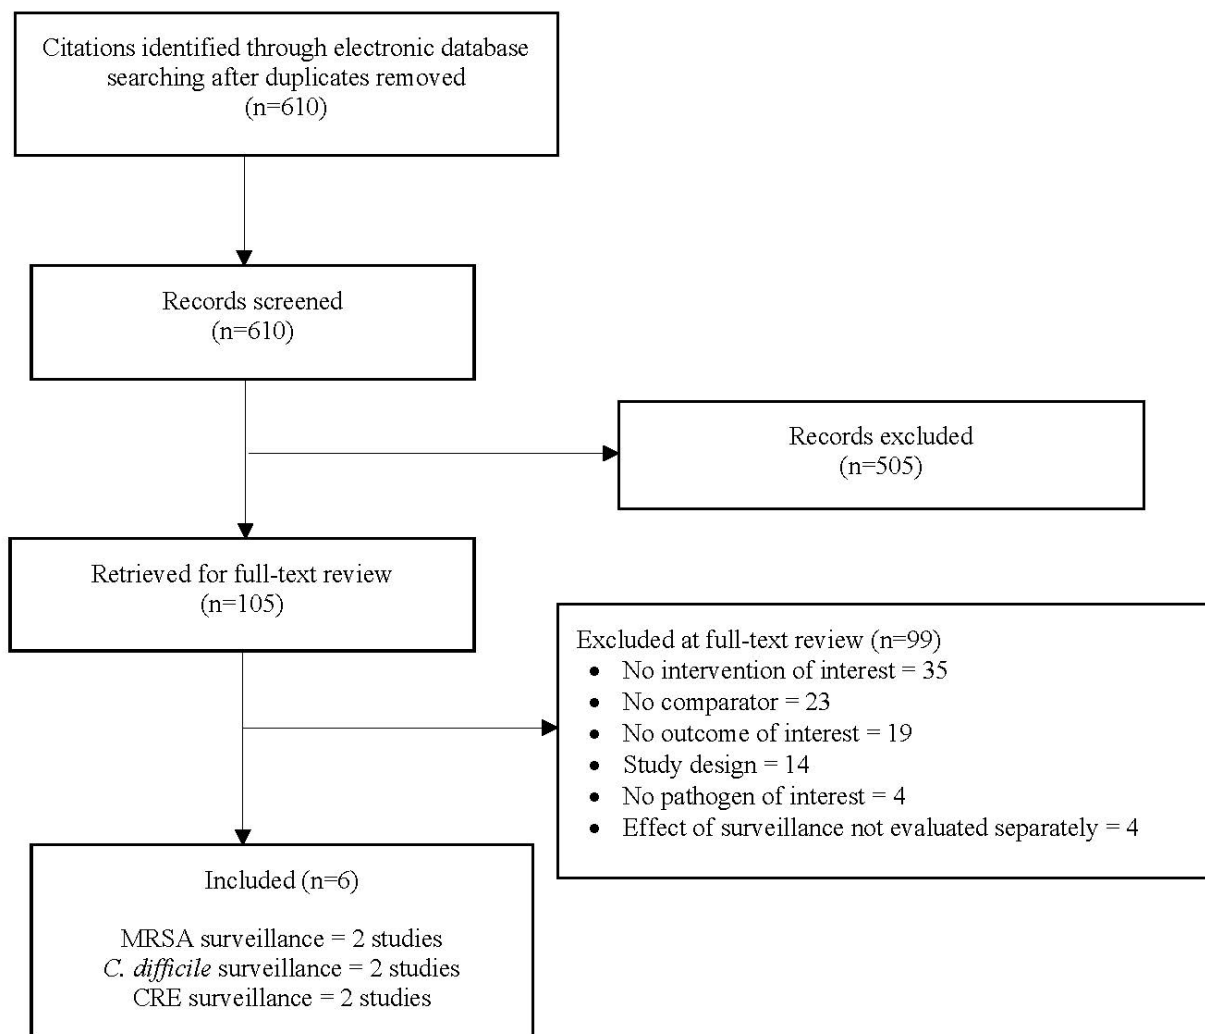 Citations identified through electronic database
searching after duplicates removed
(n=610)
Records screened
(n=610)
Records excluded
(n=505)
Retrieved for full-text review
(n=105)
Excluded at full-text review (n=99)
• No intervention of interest = 35
• No comparator = 23
• No outcome of interest = 19
• Study design = 14
• No pathogen of interest = 4
• Effect of surveillance not evaluated separately = 4
Included (n=6)
MRSA surveillance = 2 studies
C. difficile surveillance = 2 studies
CRE surveillance = 2 studies